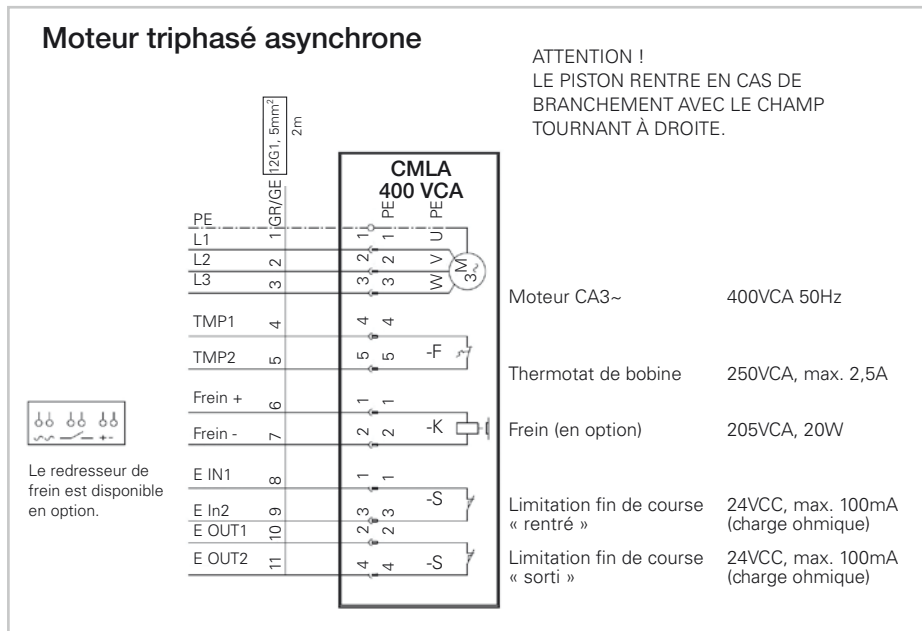 Moteur triphasé asynchrone
ATTENTION !
LE PISTON RENTRE EN CAS DE
BRANCHEMENT AVEC LE CHAMP
TOURNANT À DROITE.
12G1, 5mm²
2m
GR/GE
CMLA
400 VCA
PE PE PE
L1 1 1 1 U
L2 2 2 2 V
L3 3 3 3 W
M
3~
Moteur CA3~ 400VCA 50Hz
TMP1 4 4 4
TMP2 5 5 5 -F
Thermotat de bobine 250VCA, max. 2,5A
Frein + 6 1 1
Frein - 7 2 2 -K
Frein (en option) 205VCA, 20W
+ -
Le redresseur de
frein est disponible
en option.
E IN1 8 1 1
E In2 9 3 3 -S
Limitation fin de course 24VCC, max. 100mA
« rentré » (charge ohmique)
E OUT1 10 2 2
E OUT2 11 4 4 -S
Limitation fin de course 24VCC, max. 100mA
« sorti » (charge ohmique)